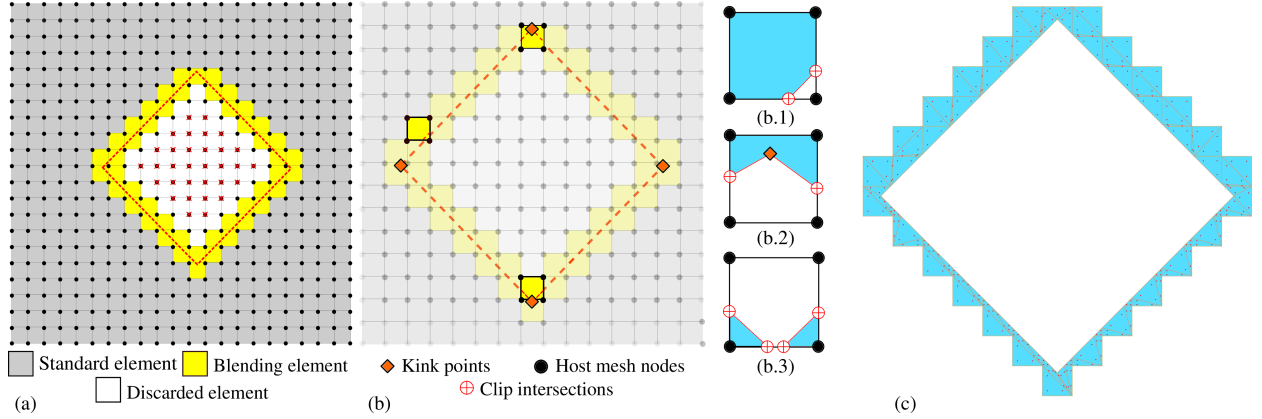 (b.1)
(b.2)
(b.3)
Standard element
Blending element
Discarded element
(a)
Kink points
Host mesh nodes
Clip intersections
(b)
(c)